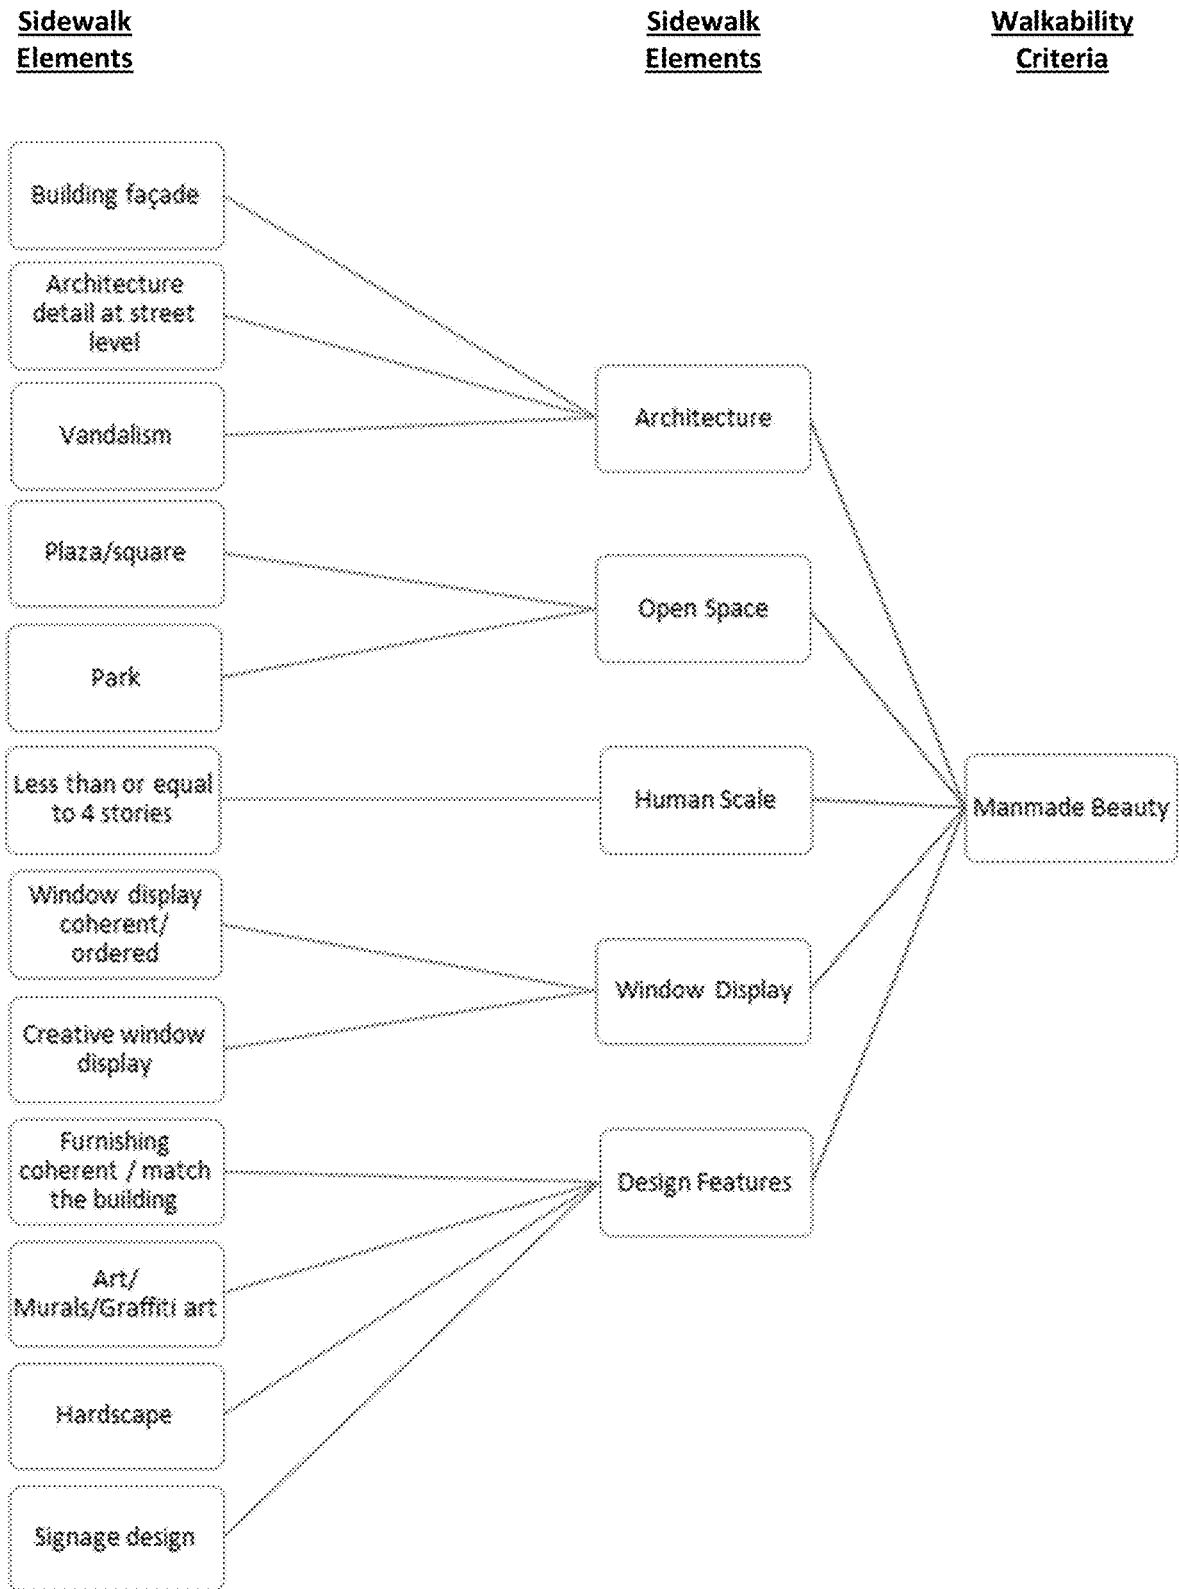 Sidewalk
Elements
Sidewalk
Elements
Walkability
Criteria
Building façade
Architecture
detail at street
level
Vandalism
Plaza/square
Park
Less than or equal
to 4 stories
Window display
coherent/
ordered
Creative window
display
Furnishing
coherent / match
the building
Art/
Murals/Graffiti art
Hardscape
Signage design
Architecture
Open Space
Human Scale
Window Display
Design Features
Manmade Beauty